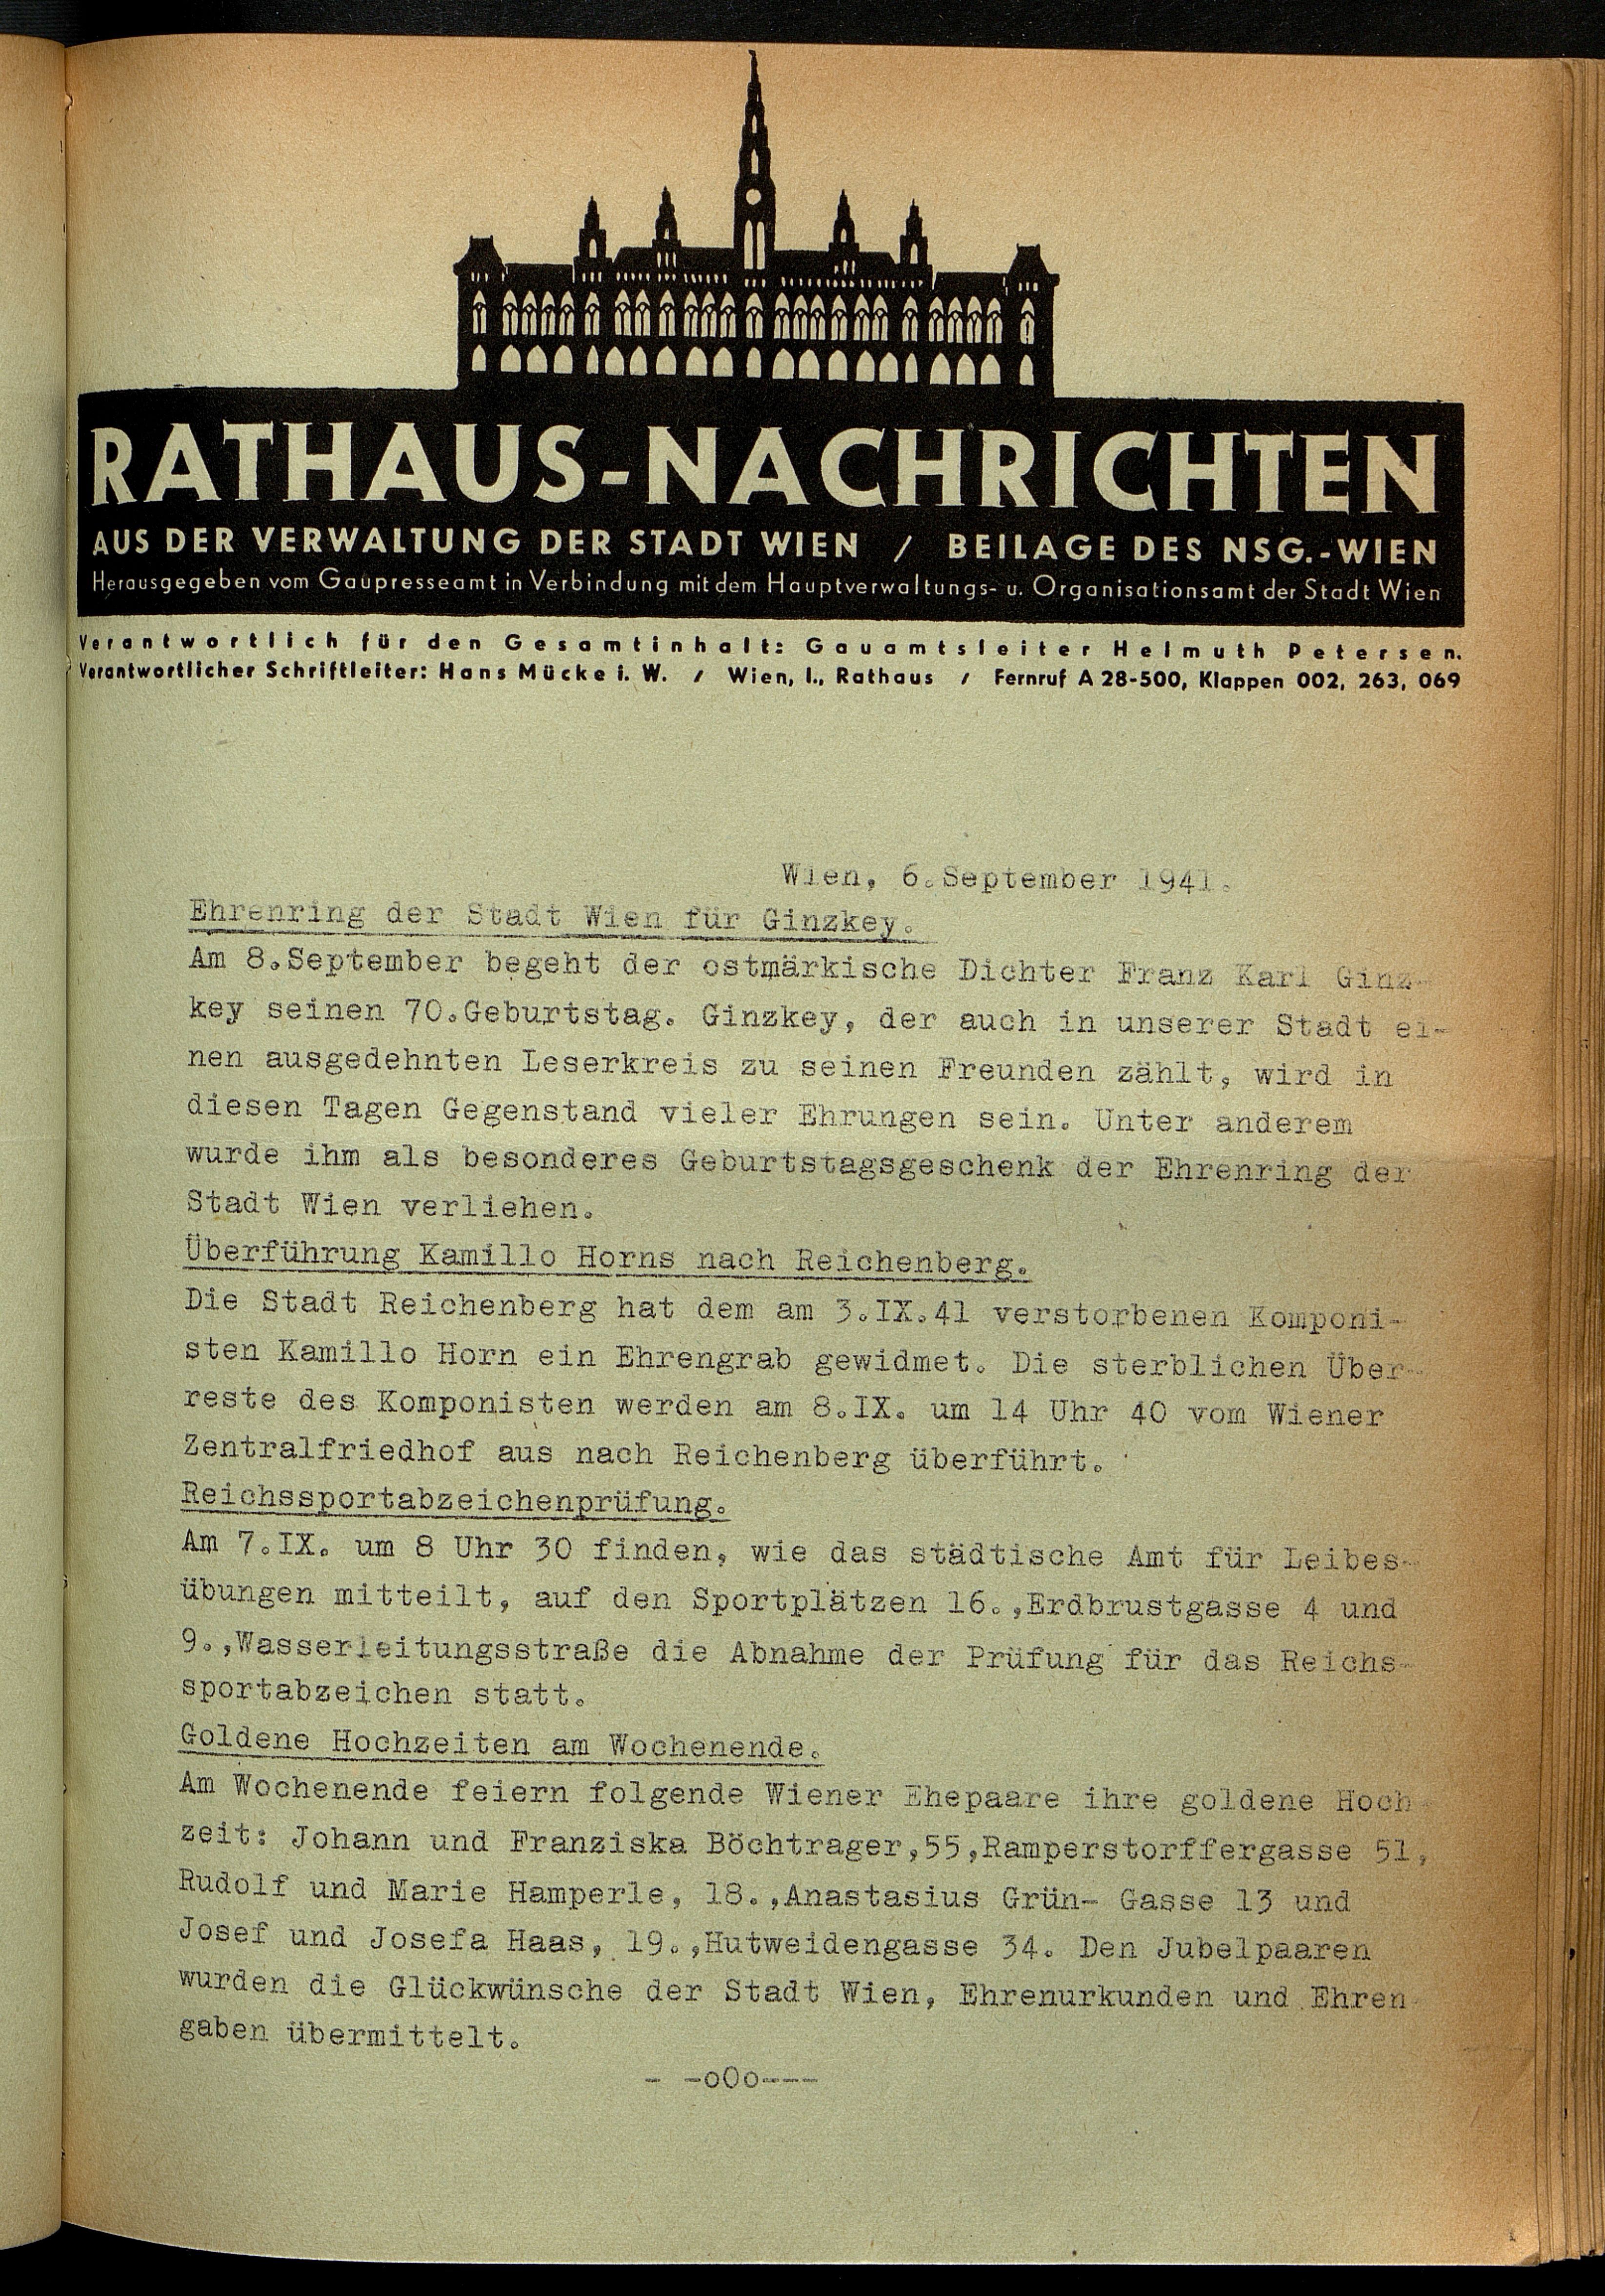 RATHAUS-NACHRICHTEN
AUS DER VERWALTUNG DER STADT WIEN / BEILAGE DES NSG.-WIEN
Herausgegeben vom Gaupresseamt in Verbindung mit dem Hauptverwaltungs- u. Organisationsamt der Stadt Wien
Verantwortlich für den Gesamtinhalt: Gauamtsleiter Helmuth Petersen.
Verantwortlicher Schriftleiter: Hans Mücke i. W. / Wien, I., Rathaus / Fernruf A 28-500, Klappen 002, 263, 069
Wien, 6.September 1941.
Ehrenring der Stadt Wien für Ginzkey.
Am 8.September begeht der ostmärkische Dichter Franz Karl Ginz-
key seinen 70.Geburtstag. Ginzkey, der auch in unserer Stadt ei-
nen ausgedehnten Leserkreis zu seinen Freunden zählt, wird in
diesen Tagen Gegenstand vieler Ehrungen sein. Unter anderem
wurde ihm als besonderes Geburtstagsgeschenk der Ehrenring der
Stadt Wien verliehen.
Überführung Kamillo Horns nach Reichenberg.
Die Stadt Reichenberg hat dem am 3.IX.41 verstorbenen Komponi-
sten Kamillo Horn ein Ehrengrab gewidmet. Die sterblichen Über-
reste des Komponisten werden am 8.IX. um 14 Uhr 40 vom Wiener
Zentralfriedhof aus nach Reichenberg überführt.
Reichssportabzeichenprüfung.
Am 7.IX. um 8 Uhr 30 finden, wie das städtische Amt für Leibes-
übungen mitteilt, auf den Sportplätzen 16.,Erdbrustgasse 4 und
9.,Wasserleitungsstraße die Abnahme der Prüfung für das Reichs-
sportabzeichen statt.
Goldene Hochzeiten am Wochenende.
Am Wochenende feiern folgende Wiener Ehepaare ihre goldene Hoch-
zeit: Johann und Franziska Böchtrager,55,Ramperstorffergasse 51,
Rudolf und Marie Hamperle, 18.,Anastasius Grün- Gasse 13 und
Josef und Josefa Haas, 19.,Hutweidengasse 34. Den Jubelpaaren
wurden die Glückwünsche der Stadt Wien, Ehrenurkunden und Ehren-
gaben übermittelt.
- -oOo---